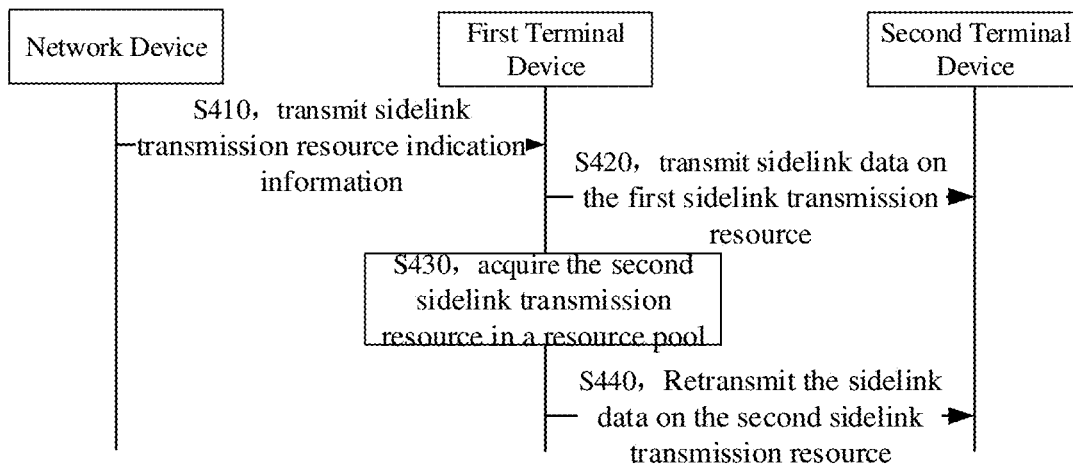 Network Device
First Terminal
Device
Second Terminal
Device
S410, transmit sidelink
transmission resource indication
information
S420, transmit sidelink data on
the first sidelink transmission
resource
S430, acquire the second
sidelink transmission
resource in a resource pool
S440, Retransmit the sidelink
data on the second sidelink
transmission resource